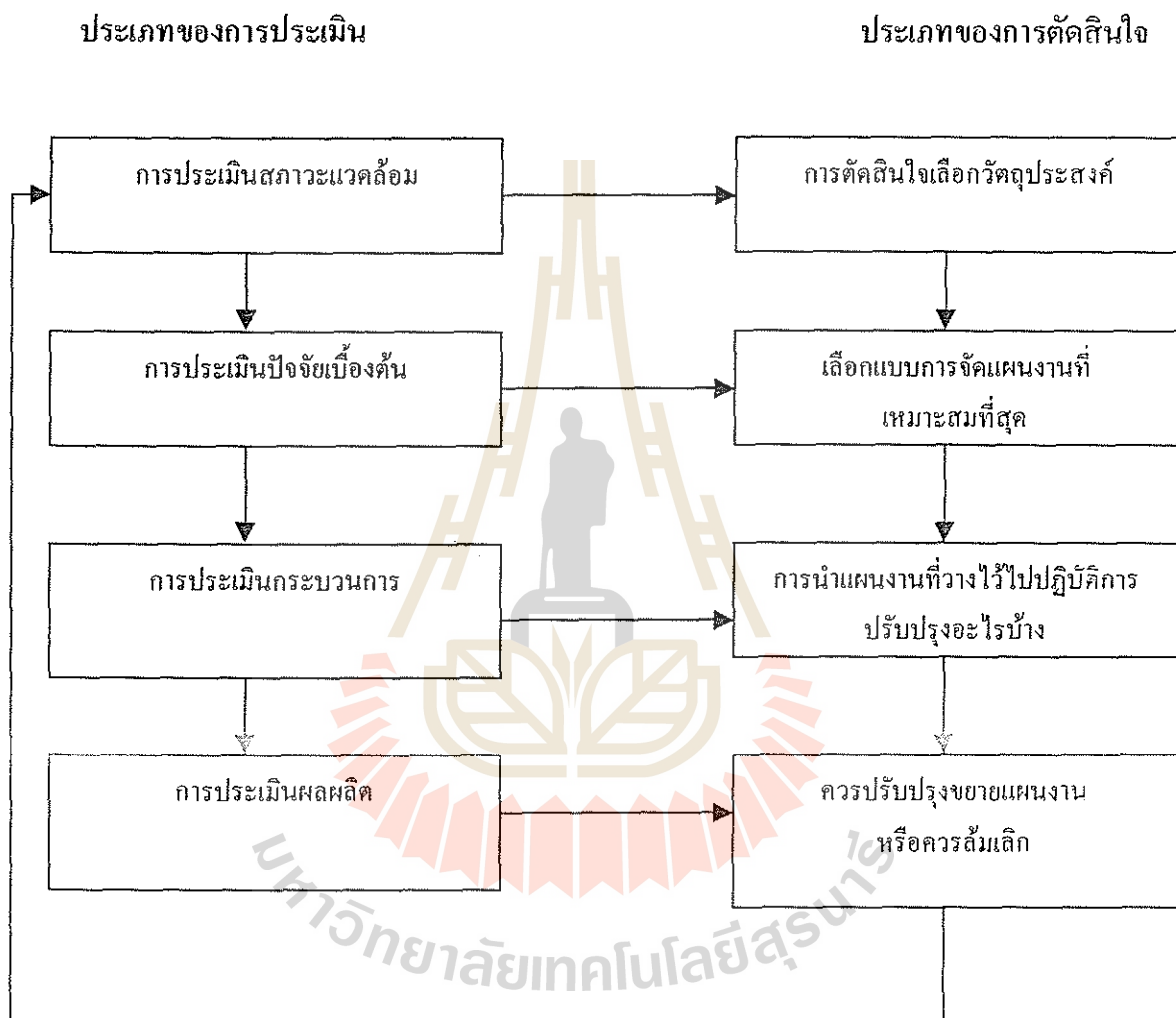 ประเภทของการประเมิน
ประเภทของการตัดสินใจ
การประเมินสภาวะแวดล้อม
การตัดสินใจเลือกวัตถุประสงค์
การประเมินปัจจัยเบื้องต้น
เลือกแบบการจัดแผนงานที่
เหมาะสมที่สุด
การประเมินกระบวนการ
การนำแผนงานที่วางไว้ไปปฏิบัติการ
ปรับปรุงอะไรบ้าง
การประเมินผลผลิต
ควรปรับปรุงขยายแผนงาน
หรือควรล้มเลิก
มหาวิทยาลัยเทคโนโลยีสุรนารี